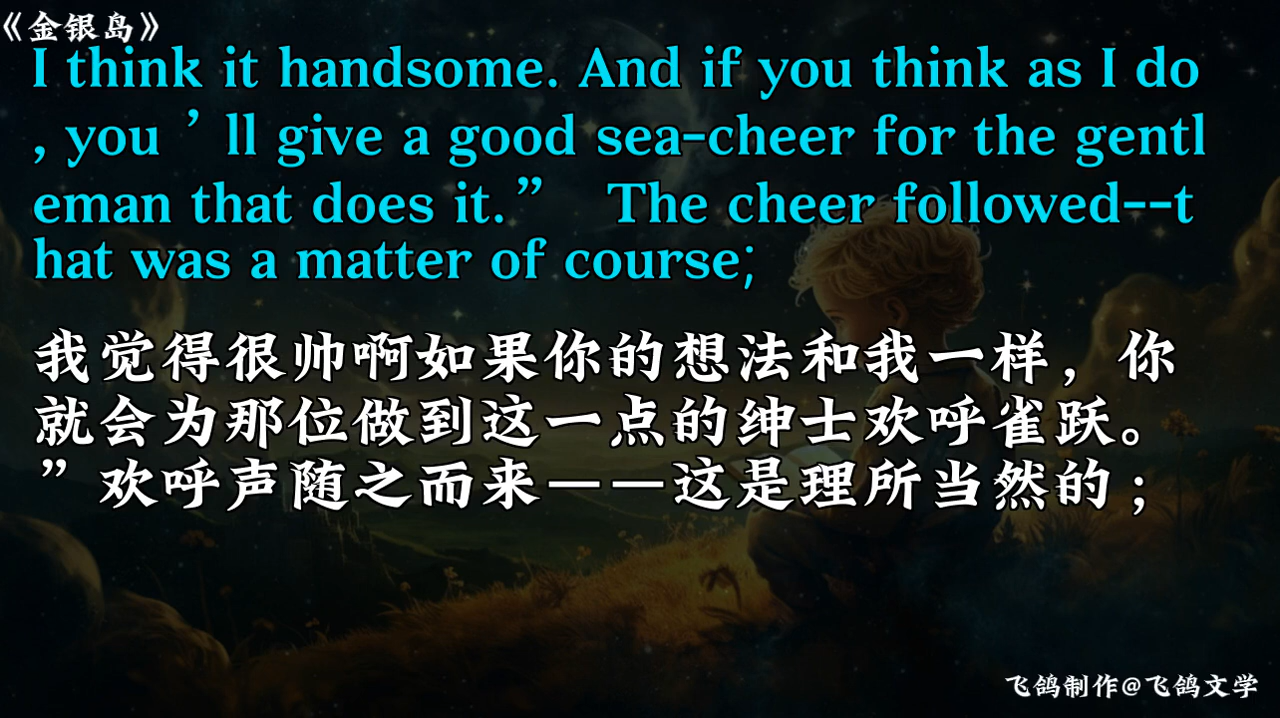 《金银岛》
I think it handsome. And if you think as I do
, you ’ ll give a good sea-cheer for the gentl
eman that does it.” The cheer followed--t
hat was a matter of course;
我觉得很帅啊如果你的想法和我一样，你
就会为那位做到这一点的绅士欢呼雀跃。
”欢呼声随之而来——这是理所当然的；
飞鸽制作@飞鸽文学